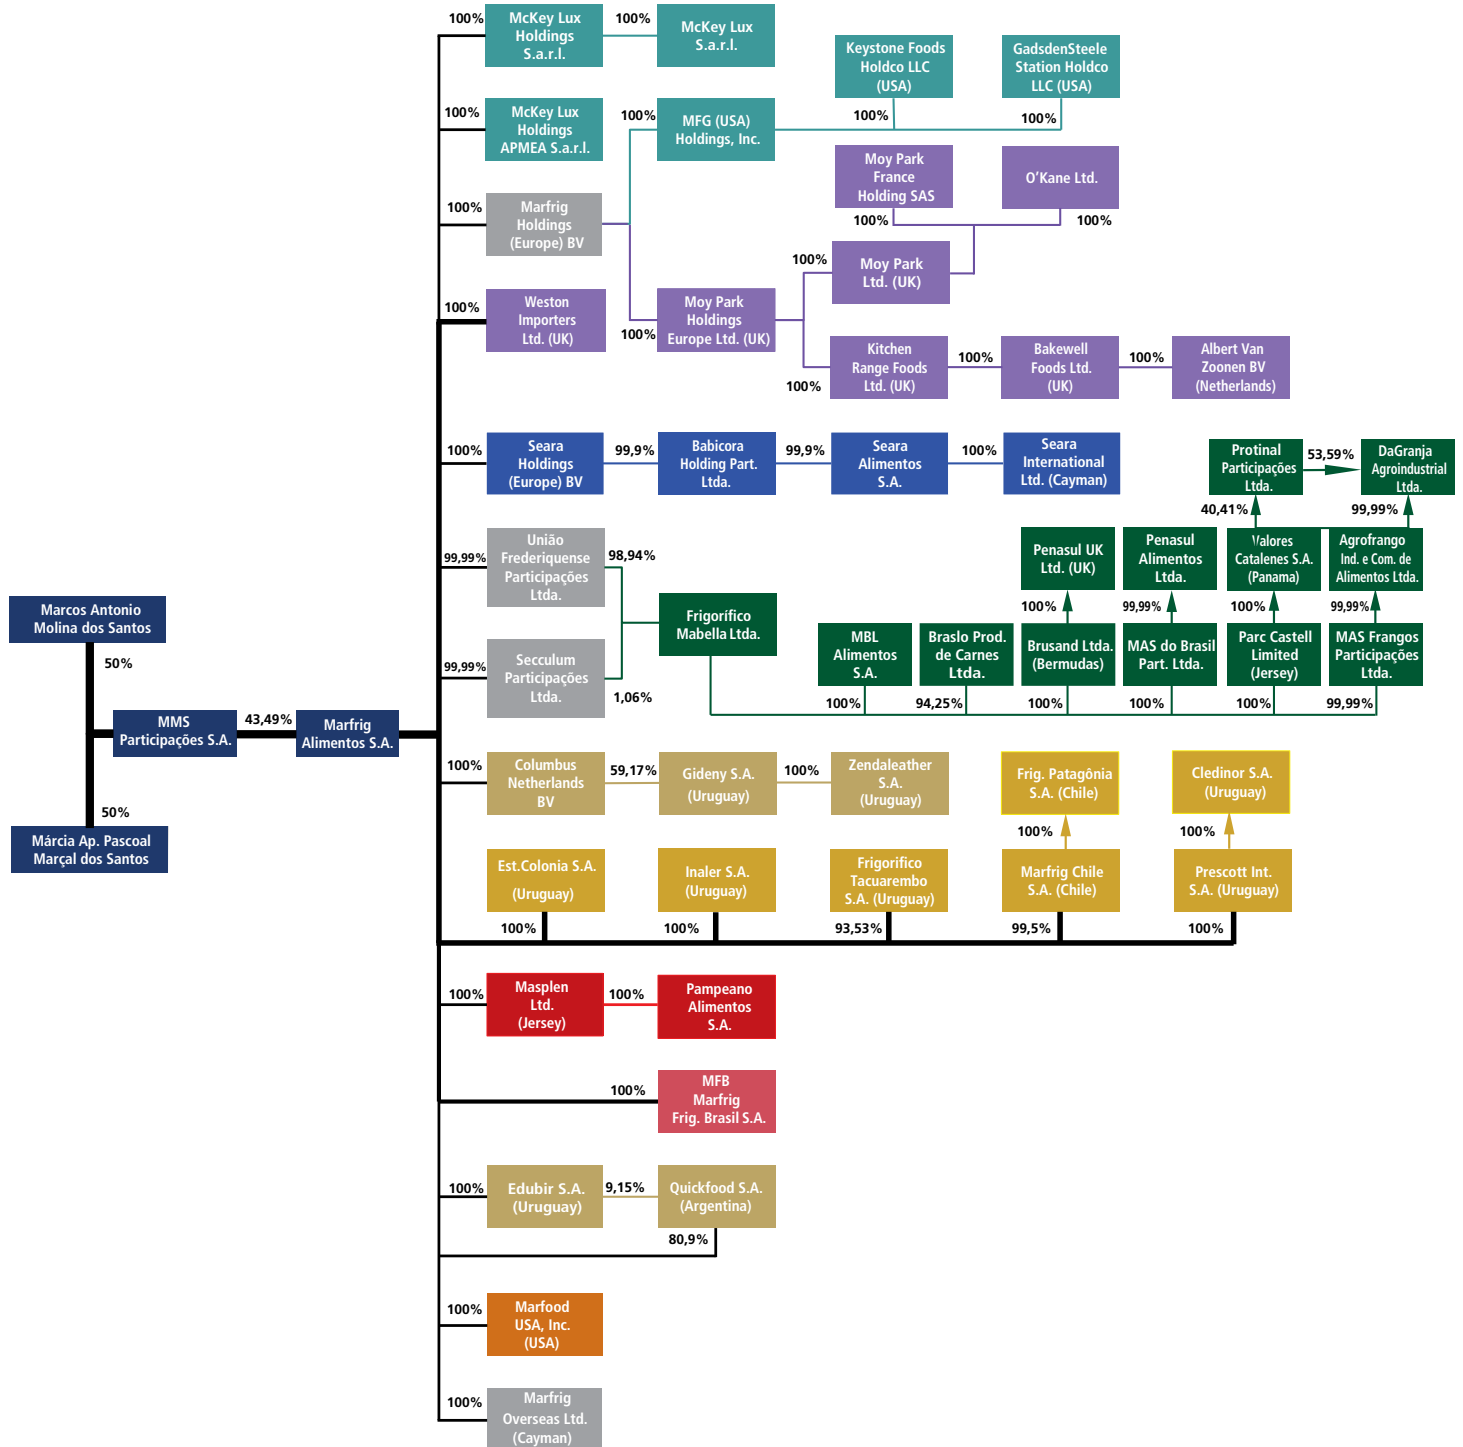 100%
McKey Lux
Holdings
S.a.r.l.
100%
McKey Lux
S.a.r.l.
Keystone Foods
Holdco LLC
(USA)
GadsdenSteele
Station Holdco
LLC (USA)
100%
McKey Lux
Holdings
APMEA S.a.r.l.
100%
MFG (USA)
Holdings, Inc.
100%
100%
Moy Park
France
Holding SAS
O'Kane Ltd.
100%
Marfrig
Holdings
(Europe) BV
100%
100%
100%
Moy Park
Ltd. (UK)
100%
Weston
Importers
Ltd. (UK)
100%
Moy Park
Holdings
Europe Ltd. (UK)
100%
Kitchen
Range Foods
Ltd. (UK)
100%
Bakewell
Foods Ltd.
(UK)
100%
Albert Van
Zoonen BV
(Netherlands)
100%
Seara
Holdings
(Europe) BV
99,9%
Babicora
Holding Part.
Ltda.
99,9%
Seara
Alimentos
S.A.
100%
Seara
International
Ltd. (Cayman)
Protinal
Participações
Ltda.
53,59%
DaGranja
Agroindustrial
Ltda.
40,41%
99,99%
99,99%
União
Frederiquense
Participações
Ltda.
98,94%
Penasul UK
Ltd. (UK)
Penasul
Alimentos
Ltda.
Valores
Catalenes S.A.
(Panama)
Agrofrango
Ind. e Com. de
Alimentos Ltda.
100%
99,99%
100%
99,99%
Marcos Antonio
Molina dos Santos
50%
Frigorífico
Mabella Ltda.
99,99%
Secculum
Participações
Ltda.
1,06%
MBL
Alimentos
S.A.
Braslo Prod.
de Carnes
Ltda.
Brusand Ltda.
(Bermudas)
MAS do Brasil
Part. Ltda.
Parc Castell
Limited
(Jersey)
MAS Frangos
Participações
Ltda.
100%
94,25%
100%
100%
100%
99,99%
MMS
Participações S.A.
43,49%
Marfrig
Alimentos S.A.
100%
Columbus
Netherlands
BV
59,17%
Gideny S.A.
(Uruguay)
100%
Zendaleather
S.A.
(Uruguay)
Frig. Patagônia
S.A. (Chile)
Cledinor S.A.
(Uruguay)
50%
Márcia Ap. Pascoal
Marçal dos Santos
100%
100%
Est.Colonia S.A.
(Uruguay)
Inaler S.A.
(Uruguay)
Frigorifico
Tacuarembo
S.A. (Uruguay)
Marfrig Chile
S.A. (Chile)
Prescott Int.
S.A. (Uruguay)
100%
100%
93,53%
99,5%
100%
100%
Masplen
Ltd.
(Jersey)
100%
Pampeano
Alimentos
S.A.
100%
MFB
Marfrig
Frig. Brasil S.A.
100%
Edubir S.A.
(Uruguay)
9,15%
Quickfood S.A.
(Argentina)
80,9%
100%
Marfood
USA, Inc.
(USA)
100%
Marfrig
Overseas Ltd.
(Cayman)